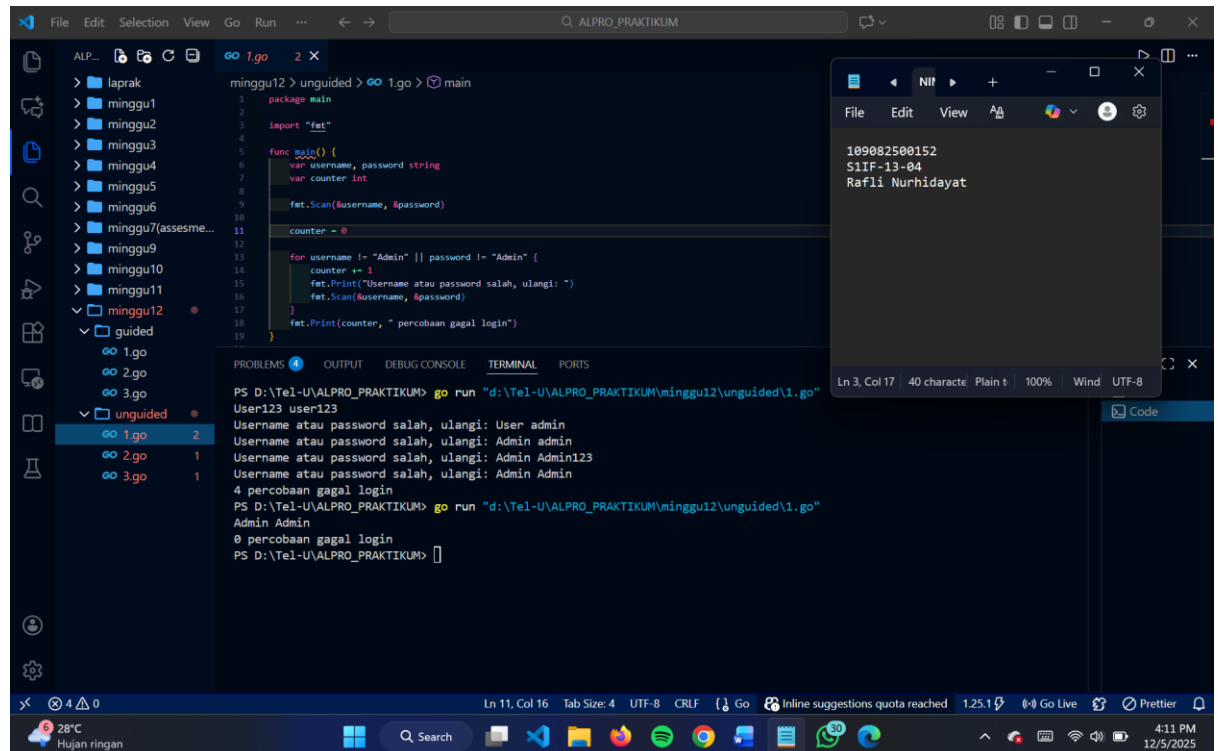 File Edit Selection View Go Run ... ALPRO_PRAKTIKUM
ALP...
laprak
minggu1
minggu2
minggu3
minggu4
minggu5
minggu6
minggu7(assesme...
minggu9
minggu10
minggu11
minggu12
guided
GO 1.go
GO 2.go
GO 3.go
unguided
GO 1.go 2
GO 2.go 1
GO 3.go 1
GO 1.go 2
minggu12 > unguided > GO 1.go > main
1 package main
2
3 import "fmt"
4
5 func main() {
6 var username, password string
7 var counter int
8
9 fmt.Scan(&username, &password)
10
11 counter = 0
12
13 for username != "Admin" || password != "Admin" {
14 counter += 1
15 fmt.Print("Username atau password salah, ulangi: ")
16 fmt.Scan(&username, &password)
17 }
18 fmt.Print(counter, " percobaan gagal login")
19 }
File Edit View
109082500152
S1IF-13-04
Rafli Nurhidayat
Ln 3, Col 17 40 characte Plain t 100% Wind UTF-8
PROBLEMS 4 OUTPUT DEBUG CONSOLE TERMINAL PORTS
PS D:\Tel-U\ALPRO_PRAKTIKUM> go run "d:\Tel-U\ALPRO_PRAKTIKUM\minggu12\unguided\1.go"
User123 user123
Username atau password salah, ulangi: User admin
Username atau password salah, ulangi: Admin admin
Username atau password salah, ulangi: Admin Admin123
Username atau password salah, ulangi: Admin Admin
4 percobaan gagal login
PS D:\Tel-U\ALPRO_PRAKTIKUM> go run "d:\Tel-U\ALPRO_PRAKTIKUM\minggu12\unguided\1.go"
Admin Admin
0 percobaan gagal login
PS D:\Tel-U\ALPRO_PRAKTIKUM>
Code
4 0 Ln 11, Col 16 Tab Size: 4 UTF-8 CRLF Go Inline suggestions quota reached 1.25.1 Go Live Prettier
6 28°C
Hujan ringan
Search
30
4:11 PM
12/5/2025